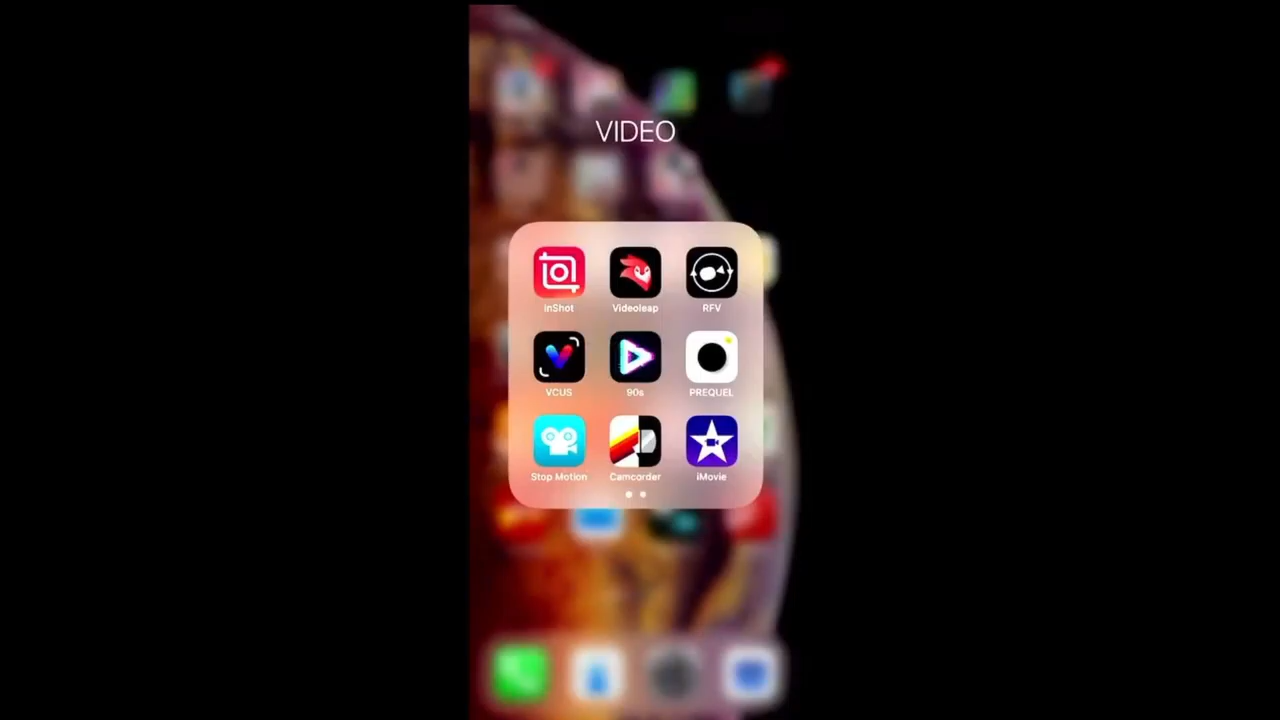 VIDEO
InShot
Videoleap
RFV
VCUS
90s
PREQUEL
Stop Motion
Camcorder
iMovie